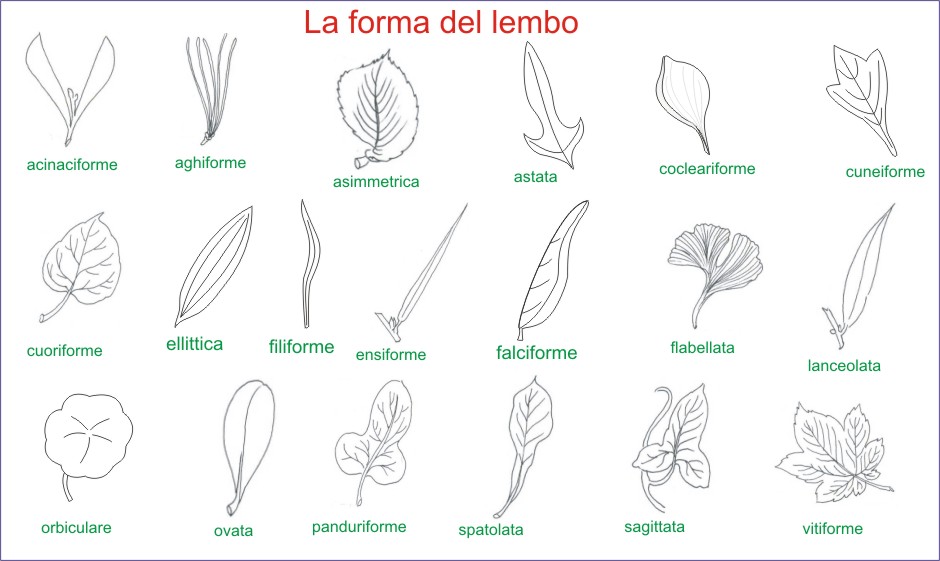 La forma del lembo
acinaciforme
aghiforme
asimmetrica
astata
cocleariforme
cuneiforme
cuoriforme
ellittica
filiforme
ensiforme
falciforme
flabellata
lanceolata
orbiculare
ovata
panduriforme
spatolata
sagittata
vitiforme